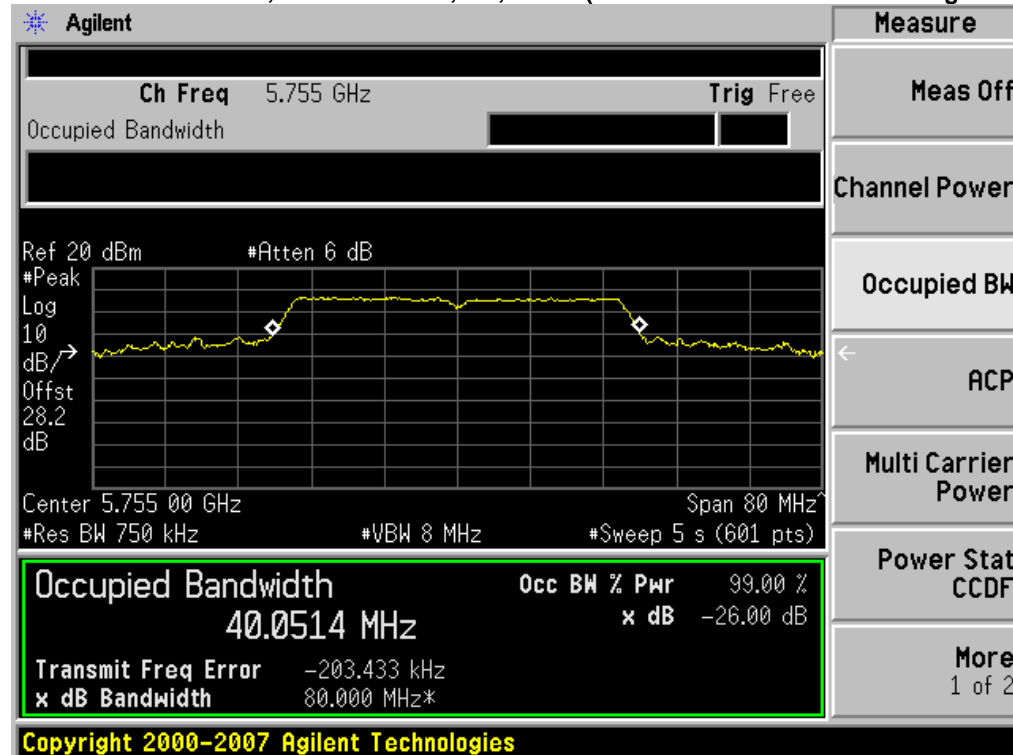 Agilent
Measure
Ch Freq 5.755 GHz Trig Free
Meas Off
Occupied Bandwidth
Channel Power
Ref 20 dBm #Atten 6 dB
#Peak
Log
10
dB/
Offst
28.2
dB
Occupied BW
ACP
Multi Carrier
Power
Center 5.755 00 GHz Span 80 MHz^
#Res BW 750 kHz #VBW 8 MHz #Sweep 5 s (601 pts)
Power Stat
CCDF
Occupied Bandwidth Occ BW % Pwr 99.00 %
40.0514 MHz x dB -26.00 dB
Transmit Freq Error -203.433 kHz
x dB Bandwidth 80.000 MHz*
More
1 of 2
Copyright 2000-2007 Agilent Technologies